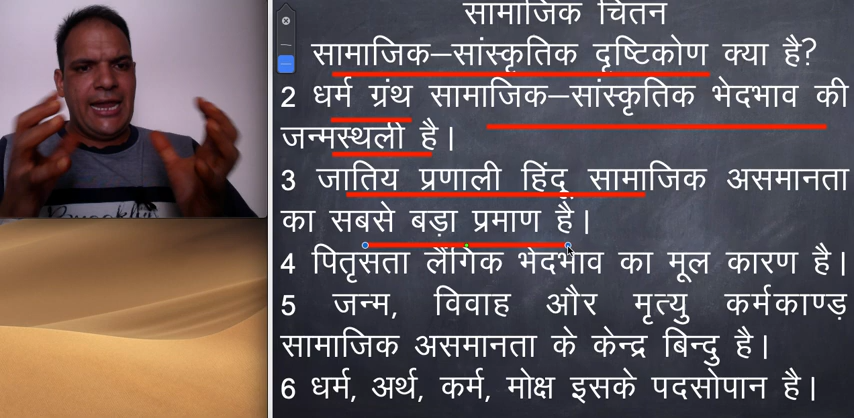 सामाजिक चिंतन
सामाजिक–सांस्कृतिक दृष्टिकोण क्या है?
2 धर्म ग्रंथ सामाजिक–सांस्कृतिक भेदभाव की
जन्मस्थली है।
3 जातिय प्रणाली हिंदू सामाजिक असमानता
का सबसे बड़ा प्रमाण है।
4 पितृसता लैंगिक भेदभाव का मूल कारण है।
5 जन्म, विवाह और मृत्यु कर्मकाण्ड़
सामाजिक असमानता के केन्द्र बिन्दु है।
6 धर्म, अर्थ, कर्म, मोक्ष इसके पदसोपान है।